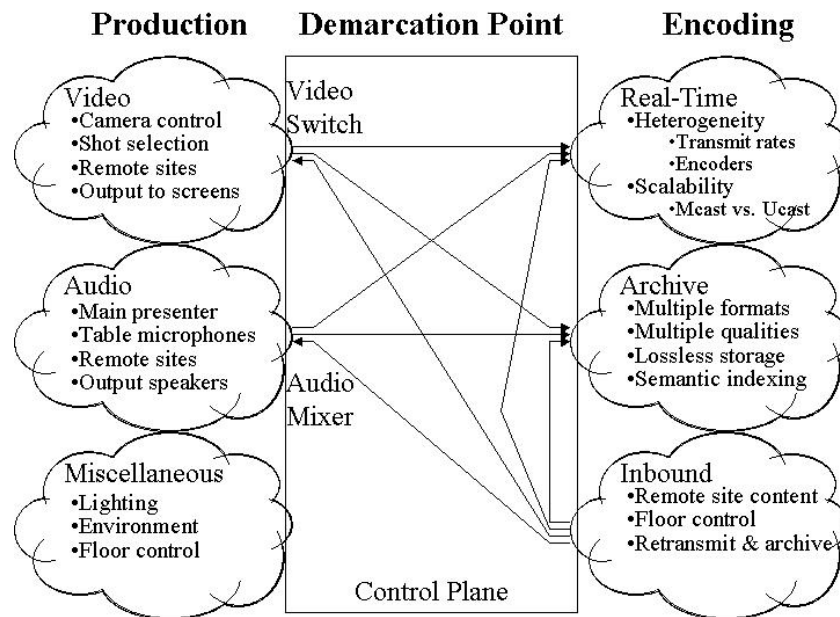 Production
Demarcation Point
Encoding
Video
•Camera control
•Shot selection
•Remote sites
•Output to screens
Video
Switch
Real-Time
•Heterogeneity
•Transmit rates
•Encoders
•Scalability
•Mcast vs. Ucast
Audio
•Main presenter
•Table microphones
•Remote sites
•Output speakers
Audio
Mixer
Archive
•Multiple formats
•Multiple qualities
•Lossless storage
•Semantic indexing
Miscellaneous
•Lighting
•Environment
•Floor control
Inbound
•Remote site content
•Floor control
•Retransmit & archive
Control Plane